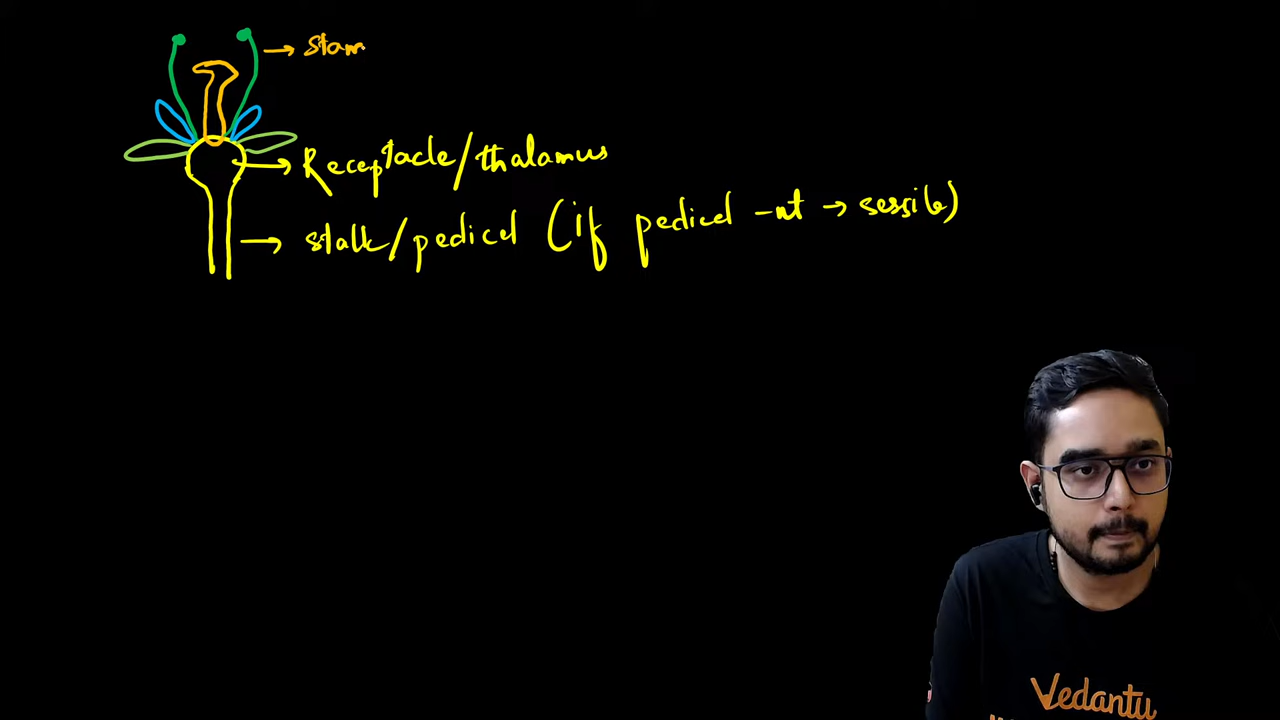 → Stam
→ Receptacle/thalamus
→ stalk/pedicel (if pedicel -nt → sessile)
Vedantu